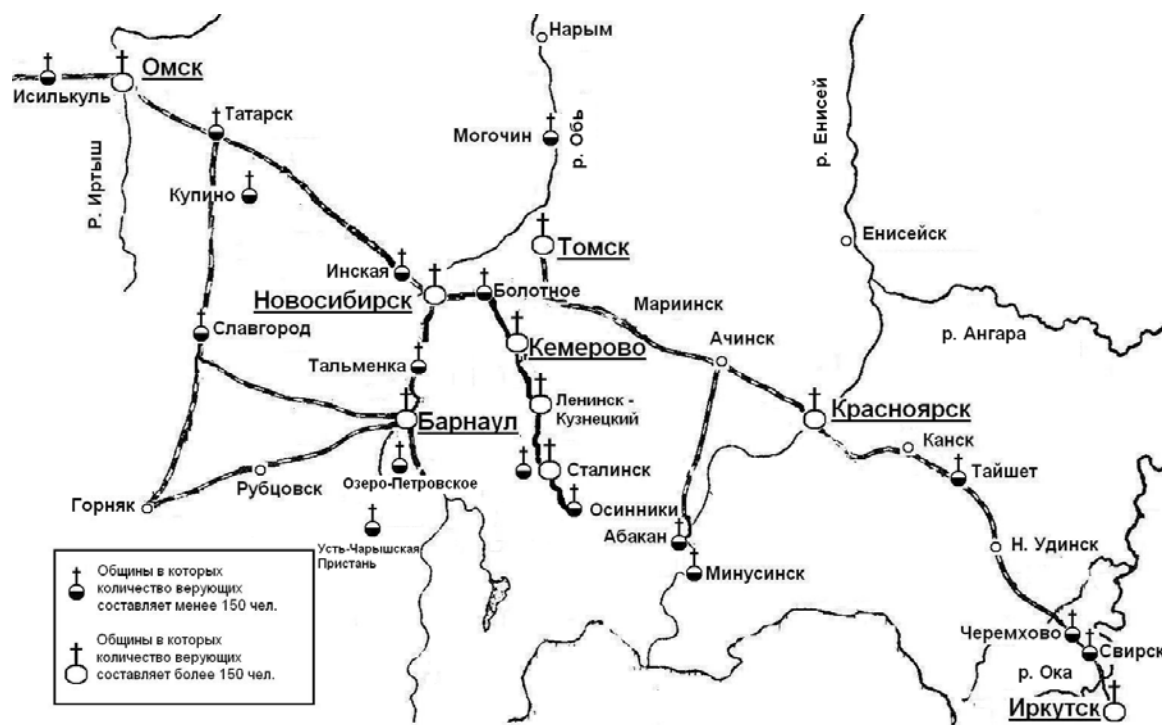 Нарым
Омск
Исилькуль
Татарск
Могочин
р. Обь
р. Енисей
Р. Иртыш
Купино
Томск
Енисейск
Инская
Новосибирск
Болотное
Мариинск
р. Ангара
Славгород
Кемерово
Ачинск
Тальменка
Ленинск -
Кузнецкий
Барнаул
Красноярск
Канск
Тайшет
Сталинск
Рубцовск
Озеро-Петровское
Горняк
Осинники
Абакан
Усть-Чарышская
Пристань
Н. Удинск
Минусинск
Общины в которых
количество верующих
составляет менее 150 чел.
Общины в которых
количество верующих
составляет более 150 чел.
Черемхово
Свирск
р. Ока
Иркутск